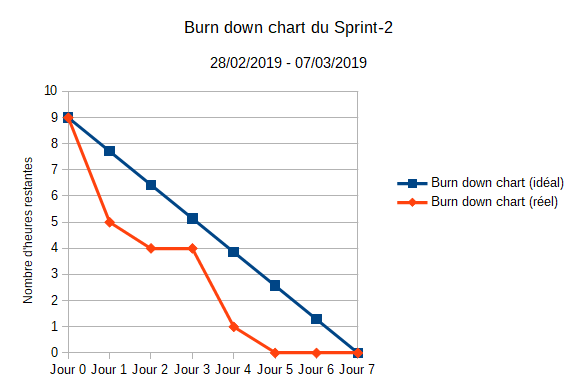 Burn down chart du Sprint-2
28/02/2019 - 07/03/2019
Nombre d'heures restantes
10
9
8
7
6
5
4
3
2
1
0
Jour 0 Jour 1 Jour 2 Jour 3 Jour 4 Jour 5 Jour 6 Jour 7
Burn down chart (idéal)
Burn down chart (réel)